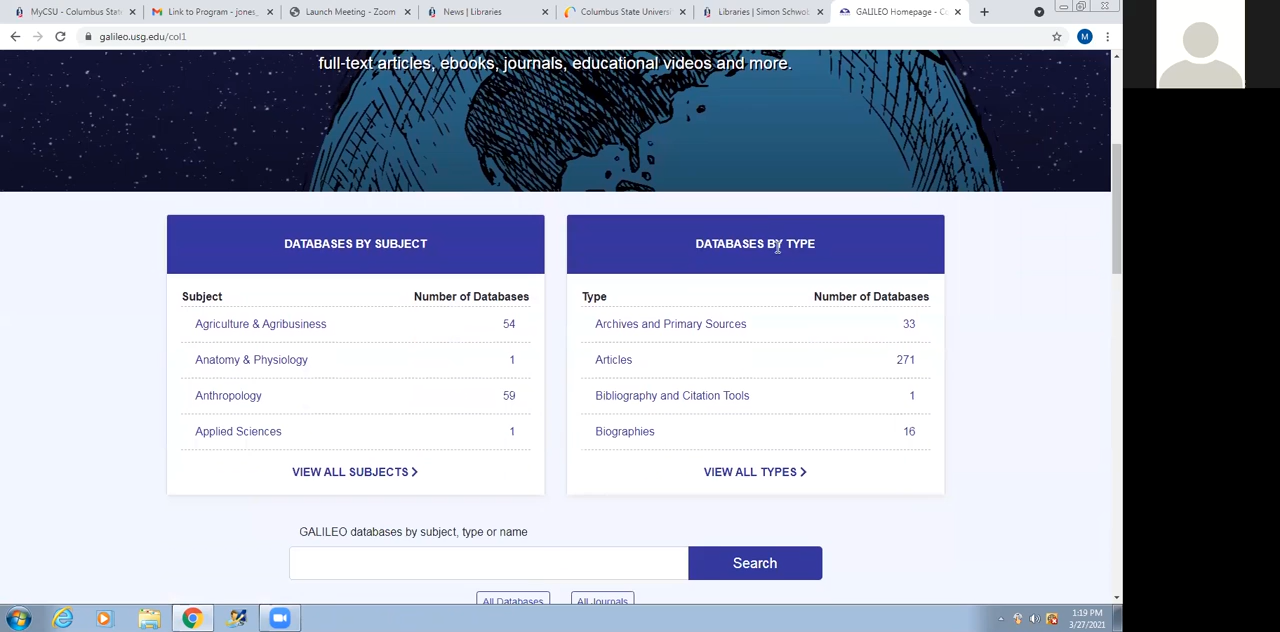 MyCSU - Columbus Stat
Link to Program - jones_
Launch Meeting - Zoom
News | Libraries
Columbus State Universi
Libraries | Simon Schwob
GALILEO Homepage - Co
galileo.usg.edu/col1
M
full-text articles, ebooks, journals, educational videos and more.
DATABASES BY SUBJECT
Subject Number of Databases
Agriculture & Agribusiness 54
Anatomy & Physiology 1
Anthropology 59
Applied Sciences 1
VIEW ALL SUBJECTS
DATABASES BY TYPE
Type Number of Databases
Archives and Primary Sources 33
Articles 271
Bibliography and Citation Tools 1
Biographies 16
VIEW ALL TYPES
GALILEO databases by subject, type or name
Search
All Databases
All Journals
1:19 PM
3/27/2021